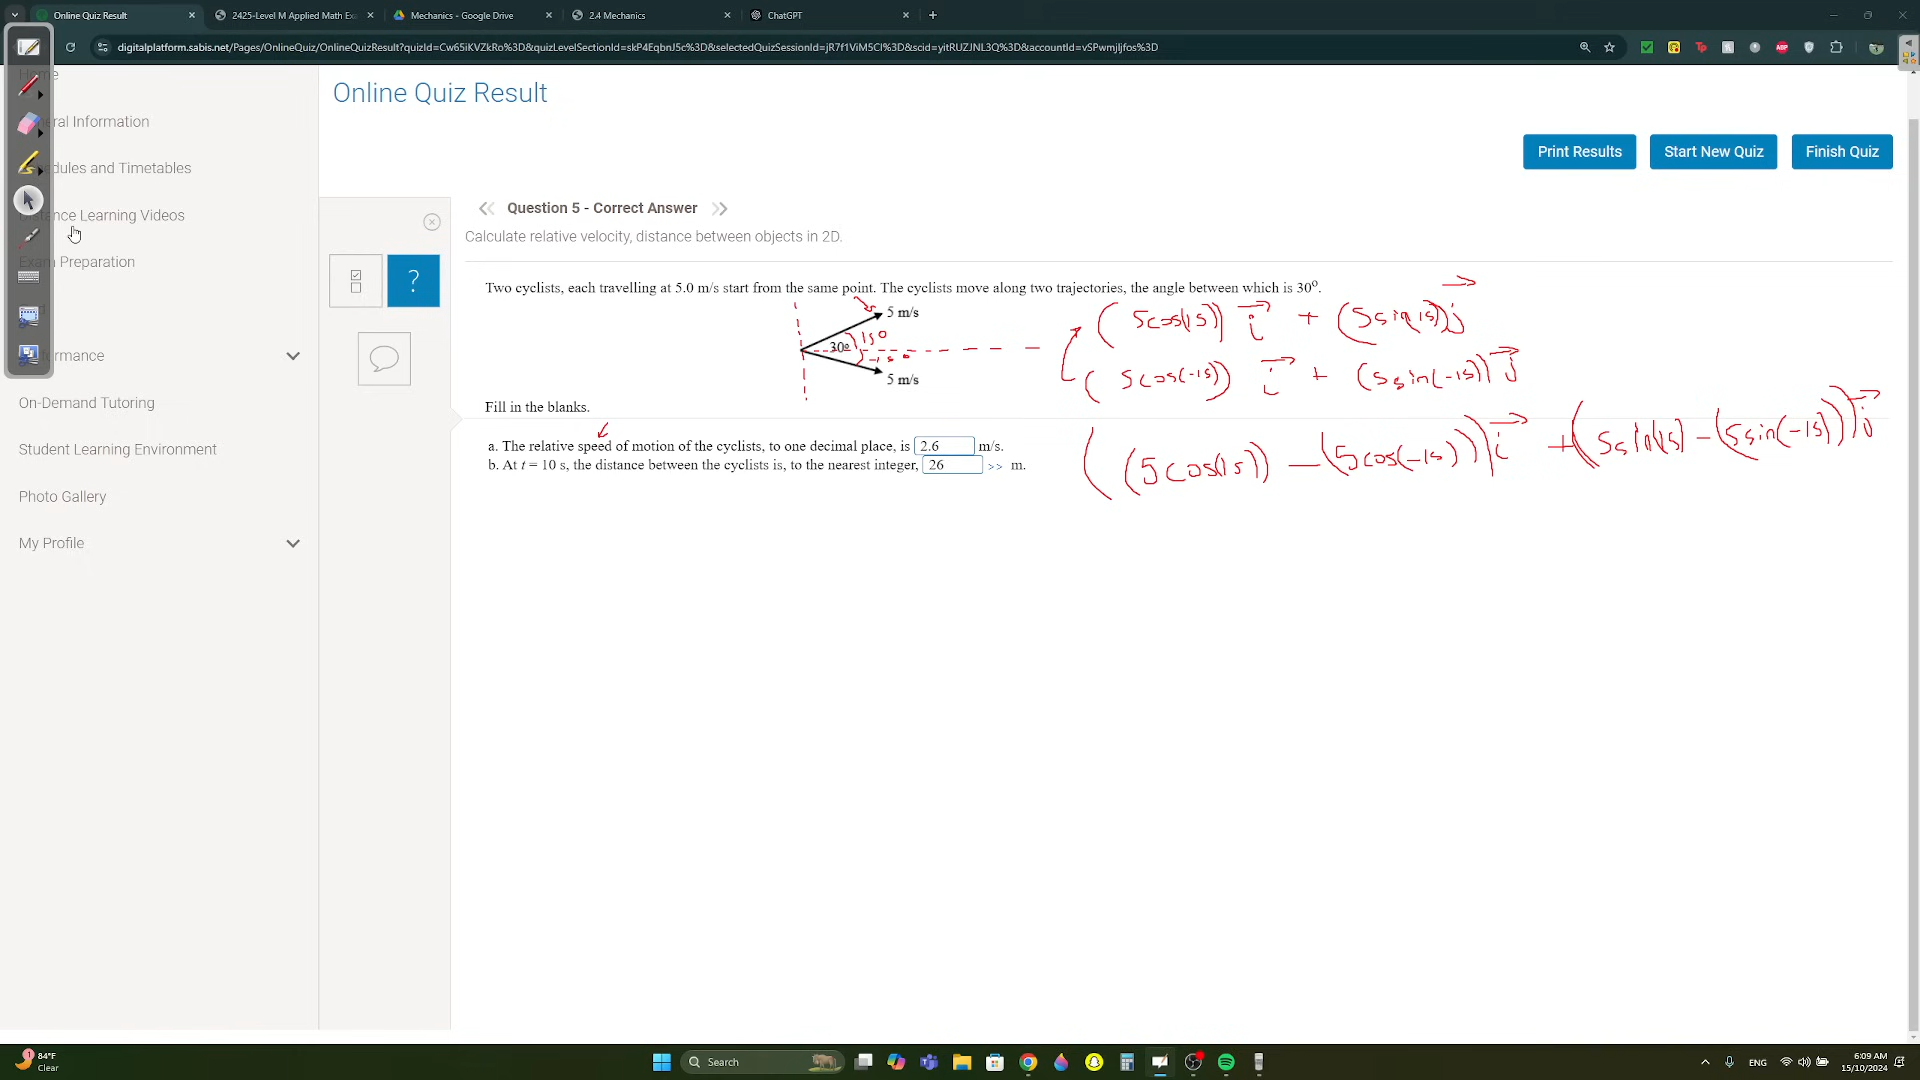 Online Quiz Result
2425-Level M Applied Math Exa
Mechanics - Google Drive
2.4 Mechanics
ChatGPT
digitalplatform.sabis.net/Pages/OnlineQuiz/OnlineQuizResult?quizId=Cw65iKVZkRo%3D&quizLevelSectionId=skP4EqbnJ5c%3D&selectedQuizSessionId=jR7f1ViM5CI%3D&scid=yitRUZJNL3Q%3D&accountId=vSPwmjljfos%3D
Home
Schedules and Timetables
Distance Learning Videos
Exam Preparation
On-Demand Tutoring
Student Learning Environment
Photo Gallery
My Profile
Online Quiz Result
Print Results
Start New Quiz
Finish Quiz
Question 5 - Correct Answer
Calculate relative velocity, distance between objects in 2D.
?
Two cyclists, each travelling at 5.0 m/s start from the same point. The cyclists move along two trajectories, the angle between which is 30°.
5 m/s
30°
15°
-15°
5 m/s
(5cos(15)) i + (5sin(15)) j
(5cos(-15)) i + (5sin(-15)) j
Fill in the blanks.
a. The relative speed of motion of the cyclists, to one decimal place, is 2.6 m/s.
b. At t = 10 s, the distance between the cyclists is, to the nearest integer, 26 >> m.
((5cos(15)) - (5cos(-15))) i + (5sin(15) - (5sin(-15))) j
1
84°F
Clear
Search
ENG
6:09 AM
15/10/2024